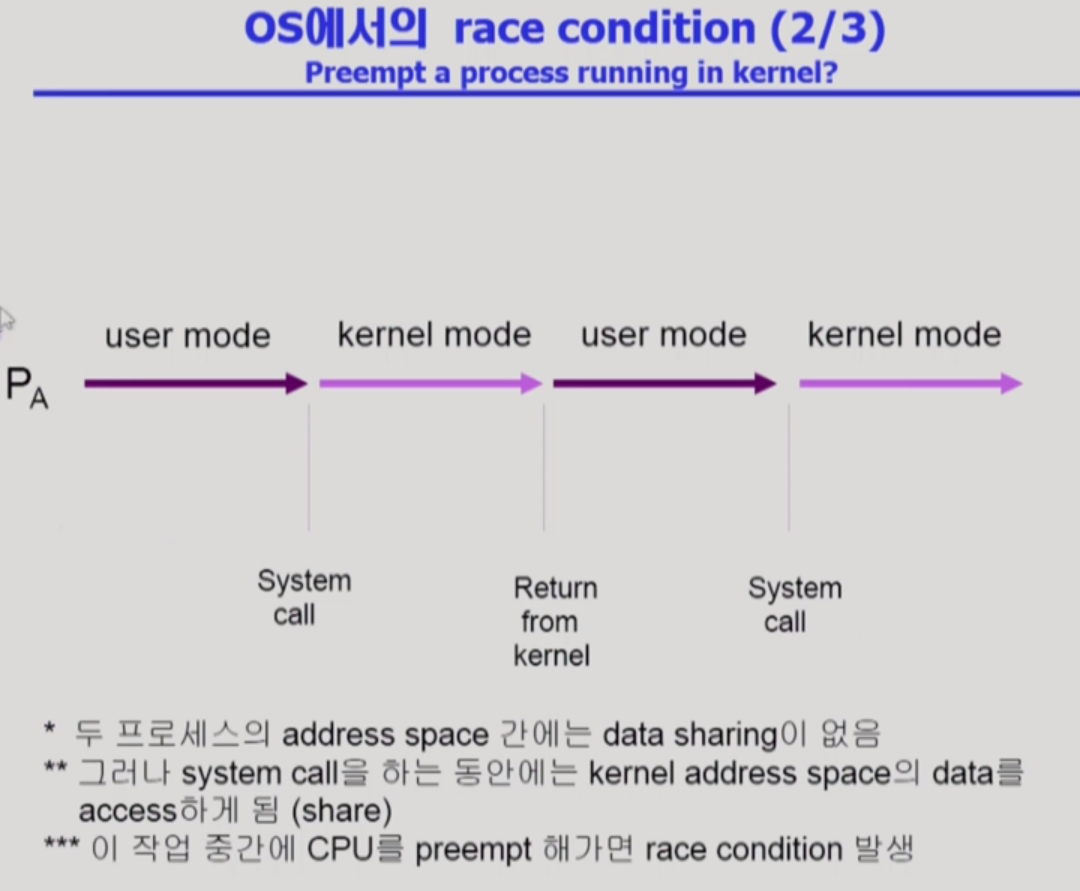 OS에서의 race condition (2/3)
Preempt a process running in kernel?
user mode kernel mode user mode kernel mode
PA
System call
Return from kernel
System call
* 두 프로세스의 address space 간에는 data sharing이 없음
** 그러나 system call을 하는 동안에는 kernel address space의 data를
access하게 됨 (share)
*** 이 작업 중간에 CPU를 preempt 해가면 race condition 발생